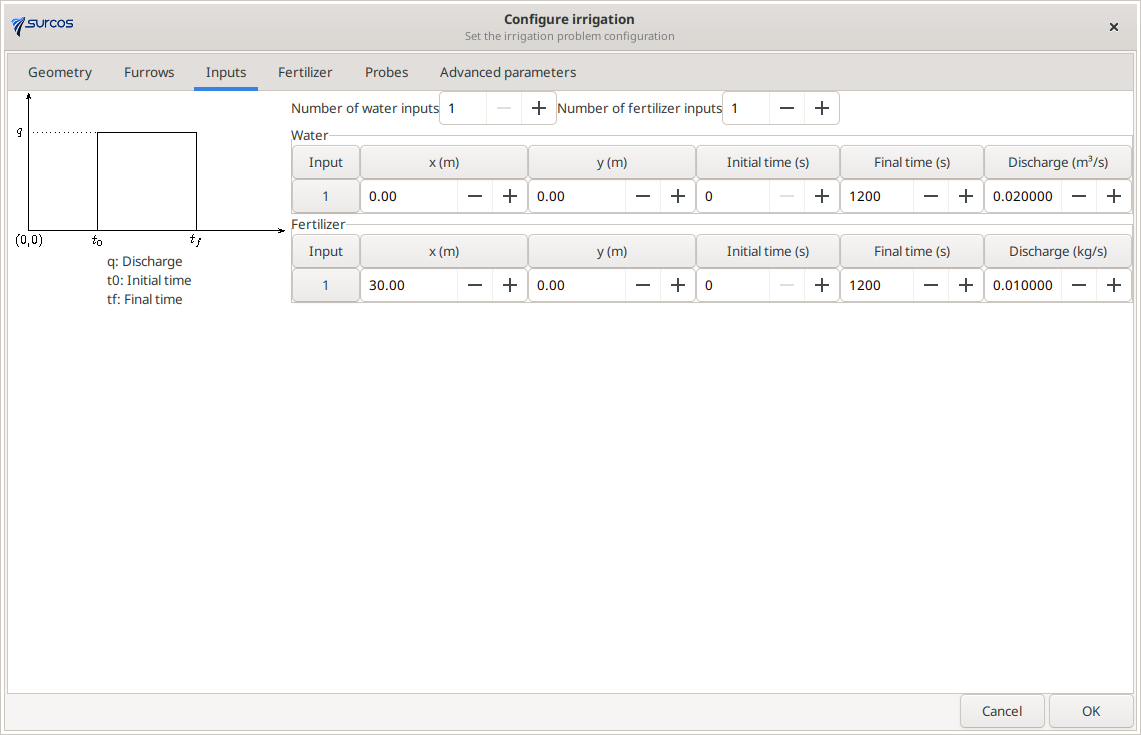 SURCOS
Configure irrigation
Set the irrigation problem configuration
Geometry Furrows Inputs Fertilizer Probes Advanced parameters
Number of water inputs 1 Number of fertilizer inputs 1
q
(0,0) t0 tf
q: Discharge
t0: Initial time
tf: Final time
Water
Input x (m) y (m) Initial time (s) Final time (s) Discharge (m³/s)
1 0.00 0.00 0 1200 0.020000
Fertilizer
Input x (m) y (m) Initial time (s) Final time (s) Discharge (kg/s)
1 30.00 0.00 0 1200 0.010000
Cancel OK